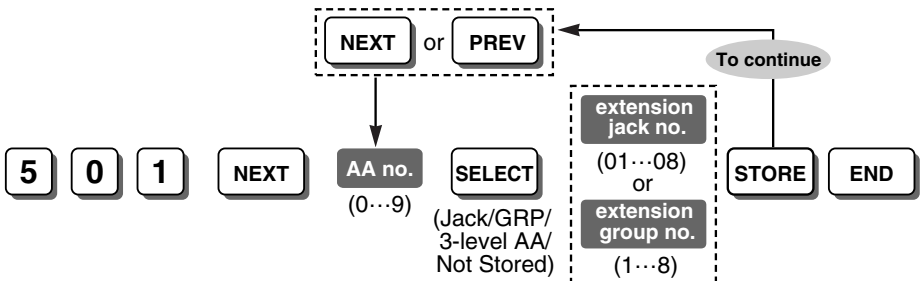 NEXT or PREV
To continue
5 0 1 NEXT AA no. SELECT extension jack no. STORE END
(0···9)
(Jack/GRP/
3-level AA/
Not Stored)
(01···08)
or
extension
group no.
(1···8)